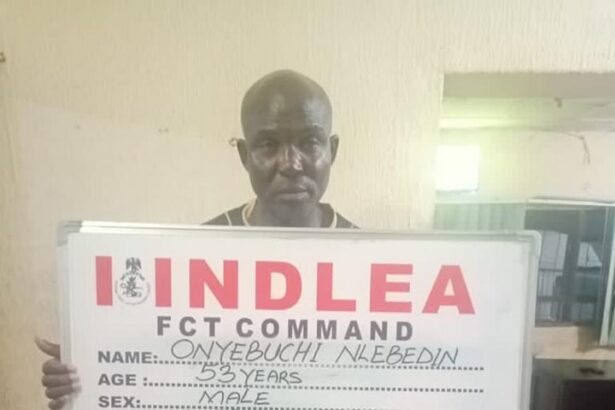 NDLEA
FCT COMMAND
NAME: ONYEBUCHI NLEBEDIN
AGE: 53 YEARS
SEX: MALE